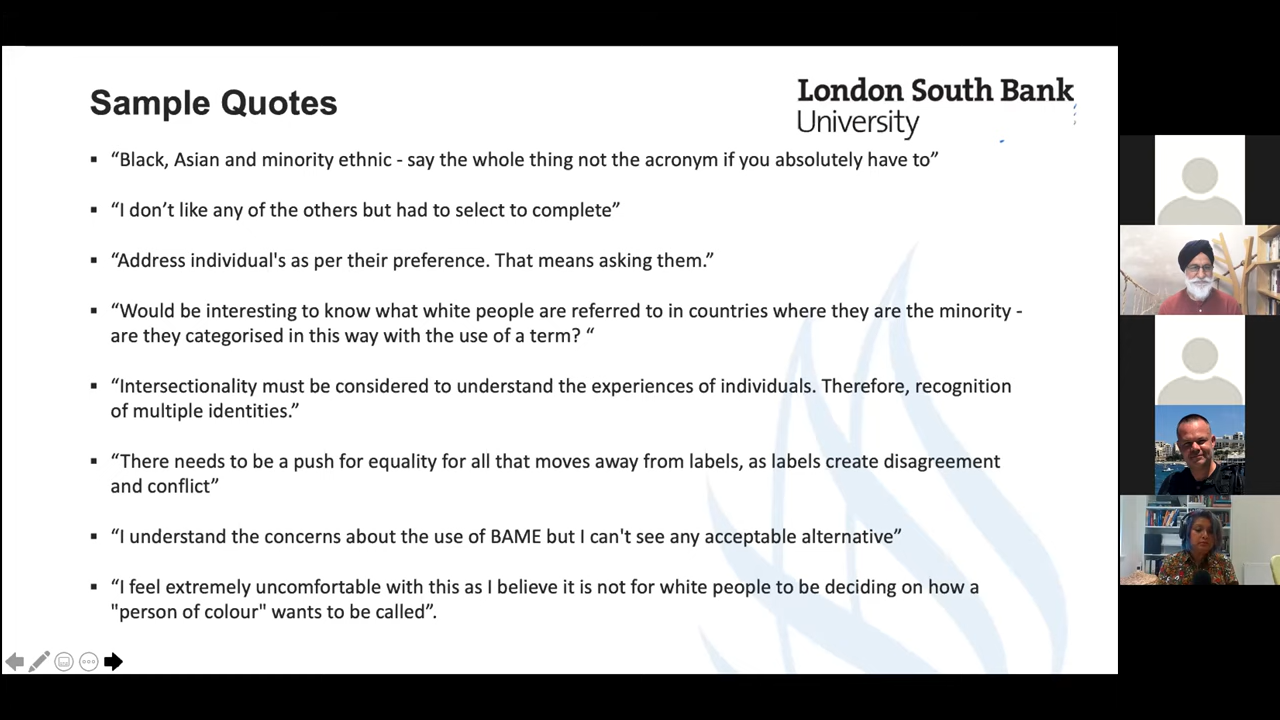 Sample Quotes
London South Bank
University
▪ “Black, Asian and minority ethnic - say the whole thing not the acronym if you absolutely have to”
▪ “I don’t like any of the others but had to select to complete”
▪ “Address individual's as per their preference. That means asking them.”
▪ “Would be interesting to know what white people are referred to in countries where they are the minority -
are they categorised in this way with the use of a term? “
▪ “Intersectionality must be considered to understand the experiences of individuals. Therefore, recognition
of multiple identities.”
▪ “There needs to be a push for equality for all that moves away from labels, as labels create disagreement
and conflict”
▪ “I understand the concerns about the use of BAME but I can't see any acceptable alternative”
▪ “I feel extremely uncomfortable with this as I believe it is not for white people to be deciding on how a
"person of colour" wants to be called”.